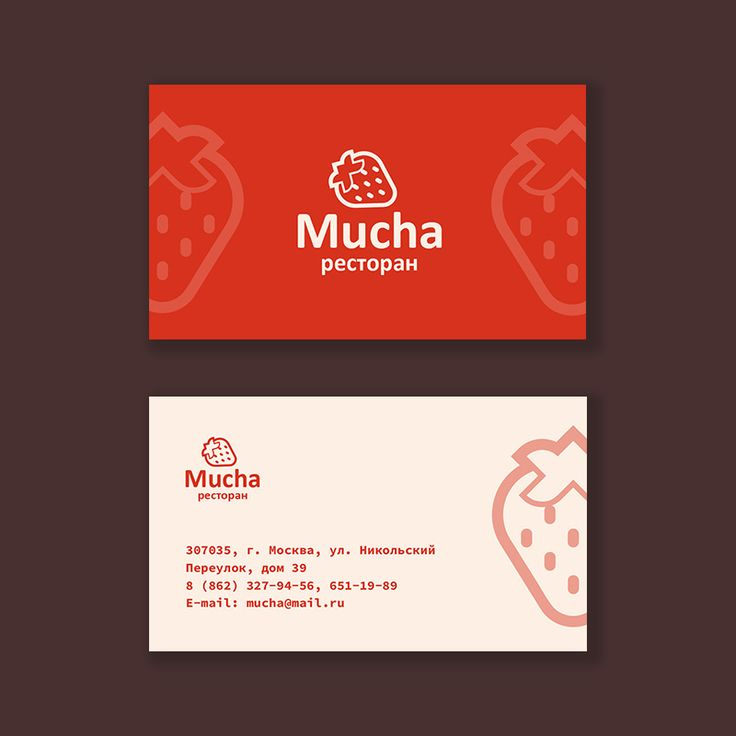 Mucha
ресторан
Mucha
ресторан
307035, г. Москва, ул. Никольский
Переулок, дом 39
8 (862) 327-94-56, 651-19-89
E-mail: mucha@mail.ru